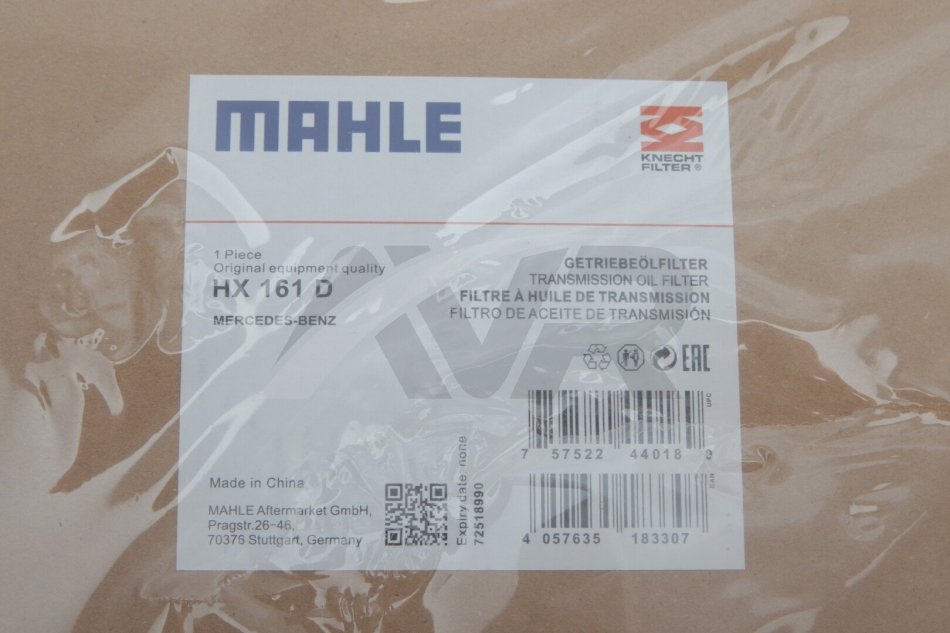 MAHLE
KNECHT
FILTER®
1 Piece
Original equipment quality
HX 161 D
MERCEDES-BENZ
GETRIEBEÖLFILTER
TRANSMISSION OIL FILTER
FILTRE À HUILE DE TRANSMISSION
FILTRO DE ACEITE DE TRANSMISIÓN
EAC
UPC
7 57522 44018
EAN
4 057635 183307
Expiry date: none
72518990
Made in China
MAHLE Aftermarket GmbH,
Pragstr.26-46,
70376 Stuttgart, Germany